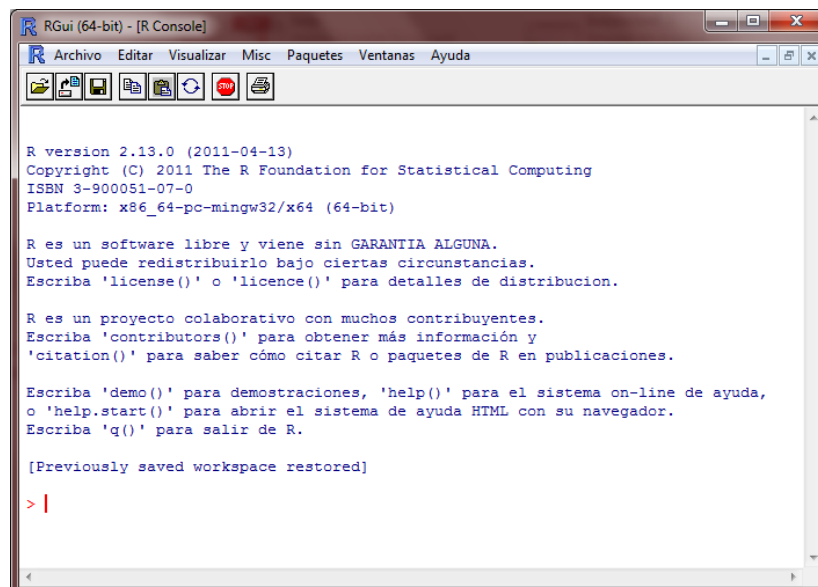 RGui (64-bit) - [R Console]
Archivo Editar Visualizar Misc Paquetes Ventanas Ayuda
STOP
R version 2.13.0 (2011-04-13)
Copyright (C) 2011 The R Foundation for Statistical Computing
ISBN 3-900051-07-0
Platform: x86_64-pc-mingw32/x64 (64-bit)
R es un software libre y viene sin GARANTIA ALGUNA.
Usted puede redistribuirlo bajo ciertas circunstancias.
Escriba 'license()' o 'licence()' para detalles de distribucion.
R es un proyecto colaborativo con muchos contribuyentes.
Escriba 'contributors()' para obtener más información y
'citation()' para saber cómo citar R o paquetes de R en publicaciones.
Escriba 'demo()' para demostraciones, 'help()' para el sistema on-line de ayuda,
o 'help.start()' para abrir el sistema de ayuda HTML con su navegador.
Escriba 'q()' para salir de R.
[Previously saved workspace restored]
>